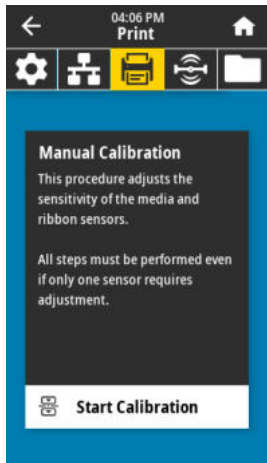 04:06 PM
Print
Manual Calibration
This procedure adjusts the
sensitivity of the media and
ribbon sensors.
All steps must be performed even
if only one sensor requires
adjustment.
Start Calibration